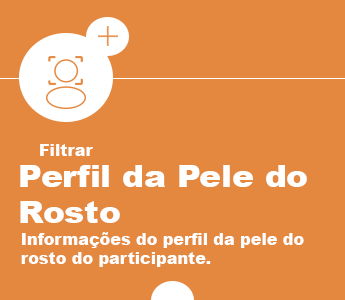 Filtrar
Perfil da Pele do
Rosto
Informações do perfil da pele do
rosto do participante.